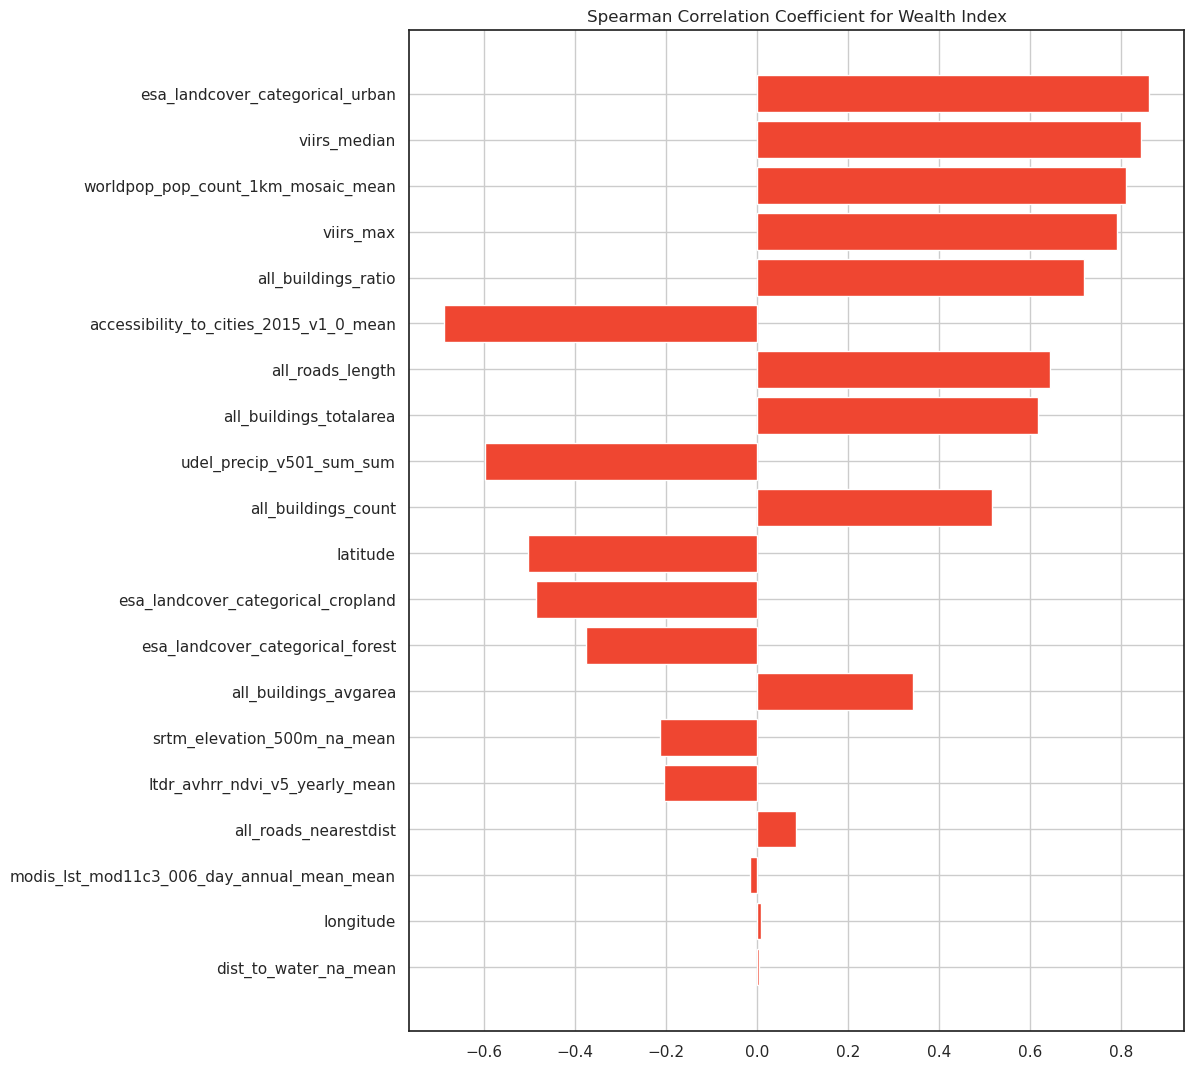 Spearman Correlation Coefficient for Wealth Index
esa_landcover_categorical_urban
viirs_median
worldpop_pop_count_1km_mosaic_mean
viirs_max
all_buildings_ratio
accessibility_to_cities_2015_v1_0_mean
all_roads_length
all_buildings_totalarea
udel_precip_v501_sum_sum
all_buildings_count
latitude
esa_landcover_categorical_cropland
esa_landcover_categorical_forest
all_buildings_avgarea
srtm_elevation_500m_na_mean
ltdr_avhrr_ndvi_v5_yearly_mean
all_roads_nearestdist
modis_lst_mod11c3_006_day_annual_mean_mean
longitude
dist_to_water_na_mean
−0.6 −0.4 −0.2 0.0 0.2 0.4 0.6 0.8